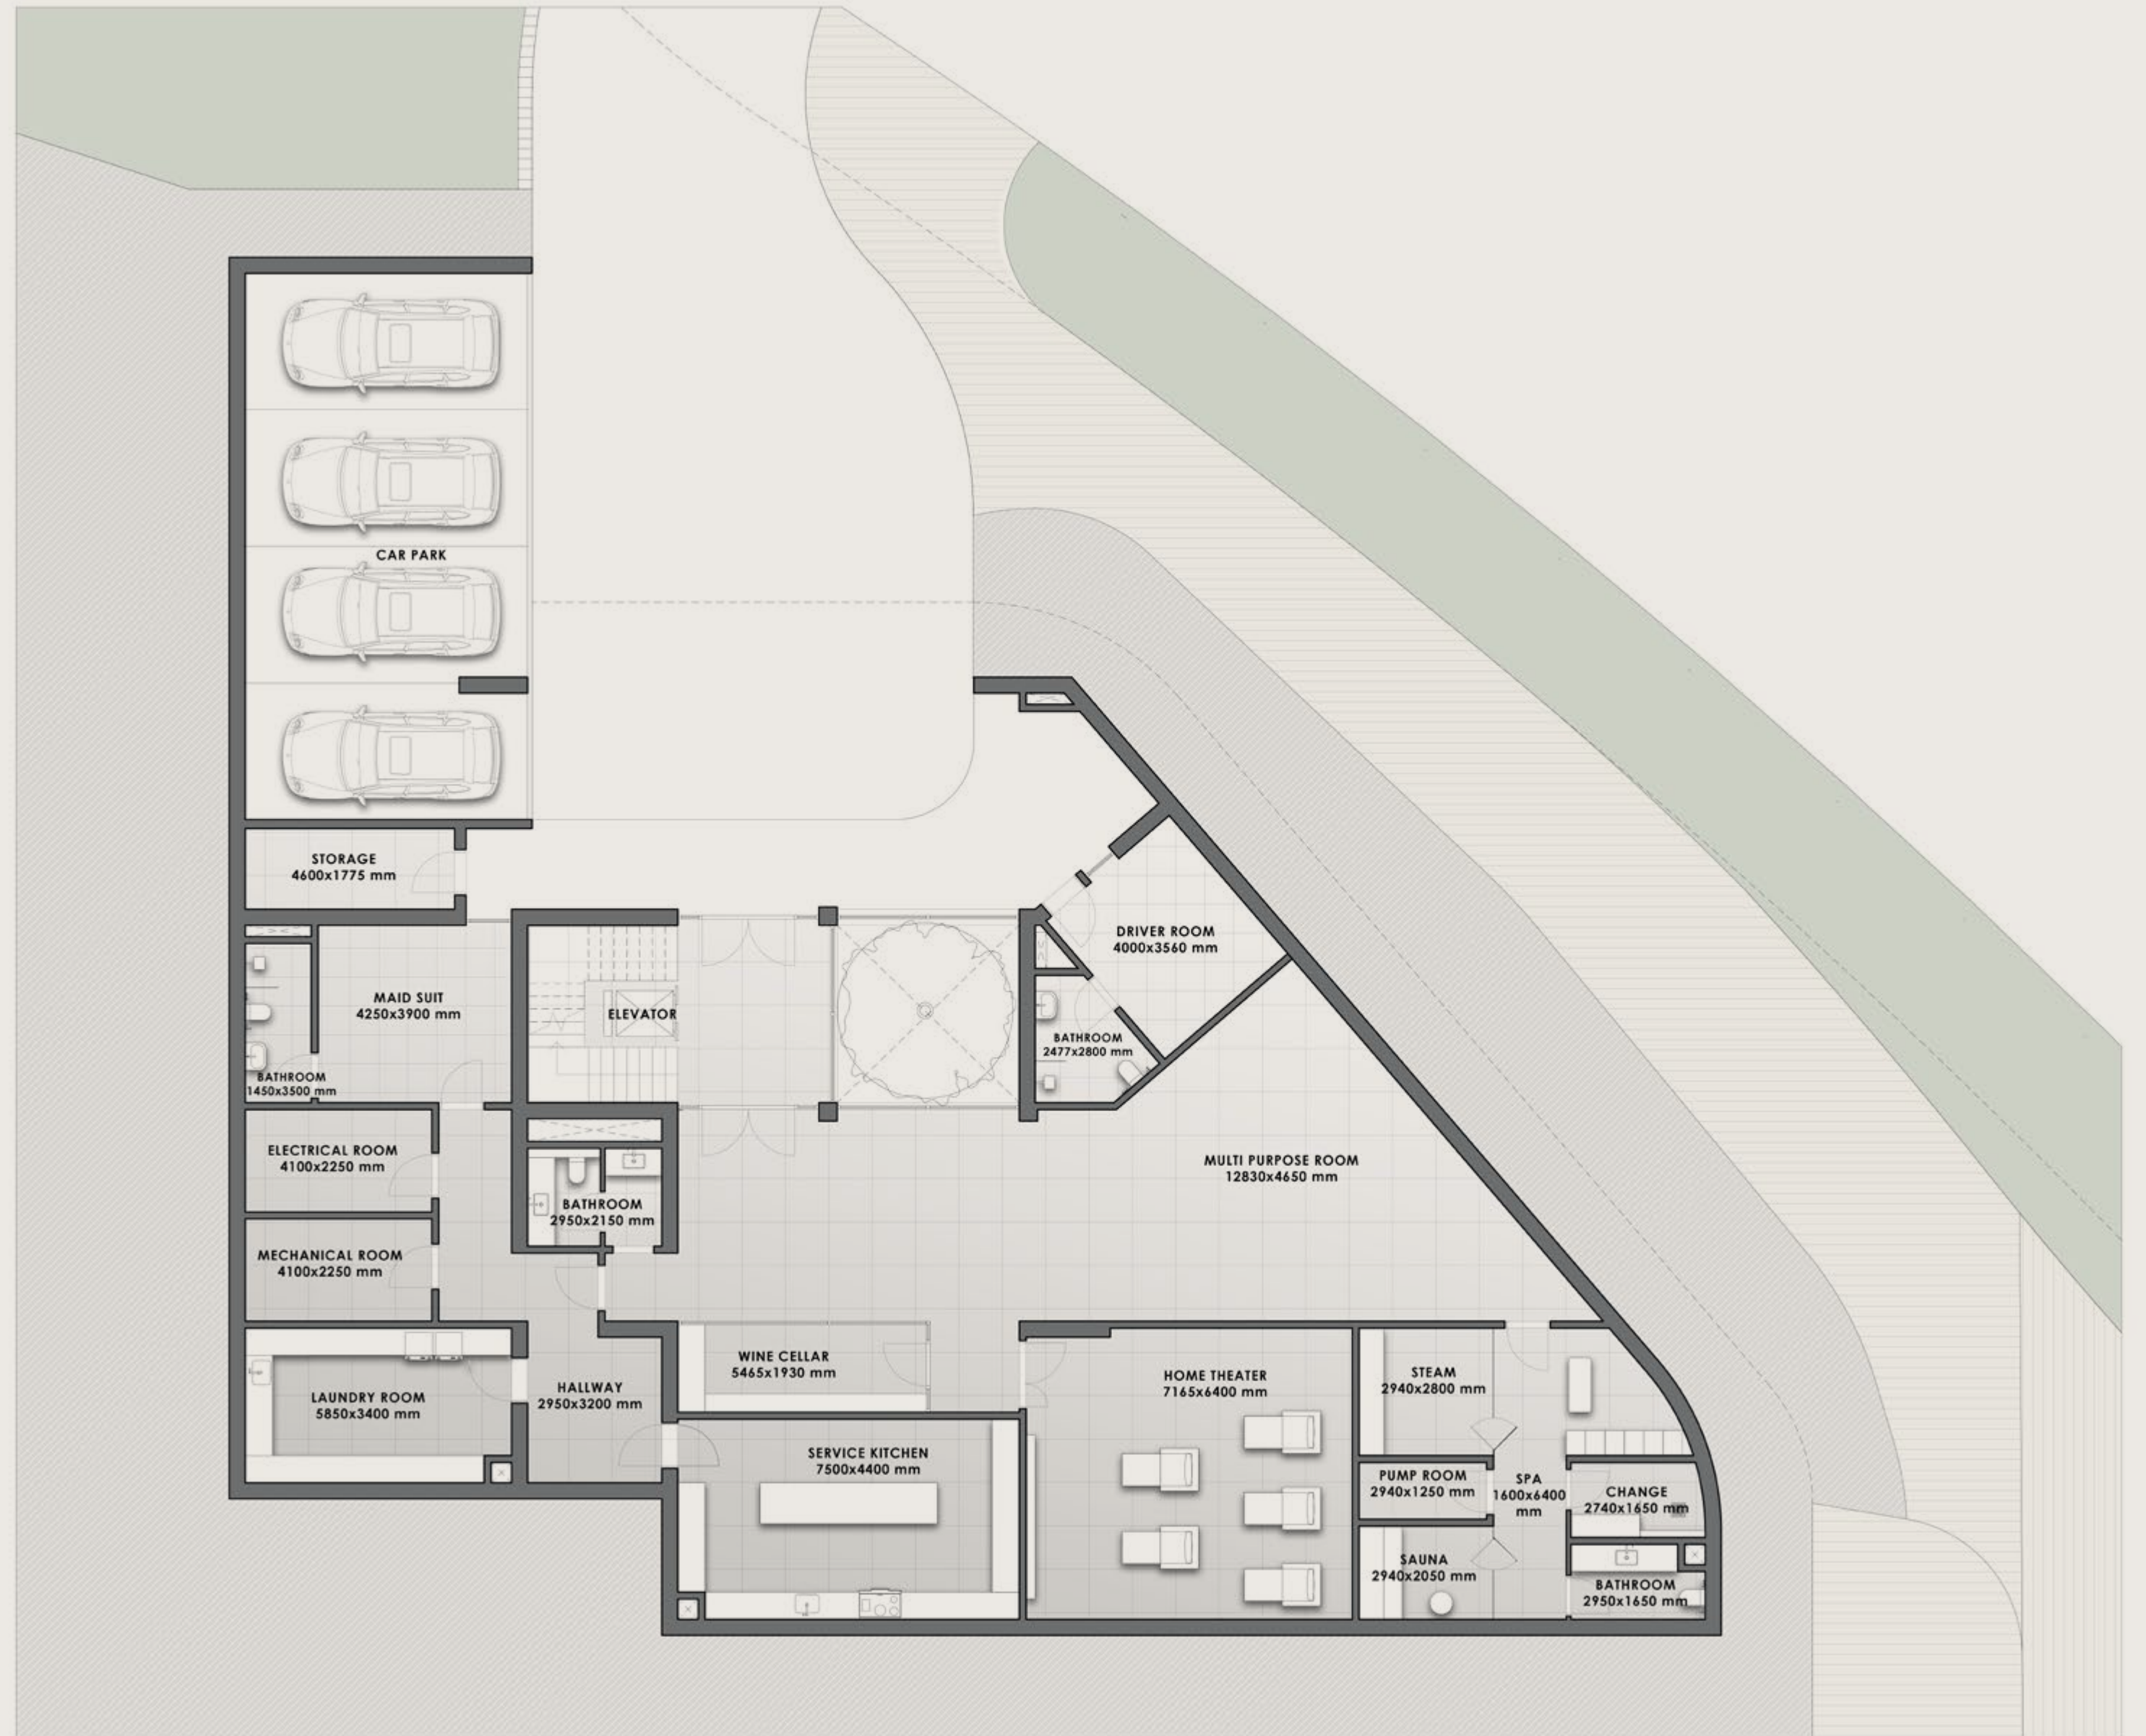 CAR PARK
STORAGE
4600x1775 mm
DRIVER ROOM
4000x3560 mm
MAID SUIT
4250x3900 mm
ELEVATOR
BATHROOM
2477x2800 mm
BATHROOM
1450x3500 mm
ELECTRICAL ROOM
4100x2250 mm
MULTI PURPOSE ROOM
12830x4650 mm
BATHROOM
2950x2150 mm
MECHANICAL ROOM
4100x2250 mm
WINE CELLAR
5465x1930 mm
HOME THEATER
7165x6400 mm
STEAM
2940x2800 mm
LAUNDRY ROOM
5850x3400 mm
HALLWAY
2950x3200 mm
SERVICE KITCHEN
7500x4400 mm
PUMP ROOM
2940x1250 mm
SPA
1600x6400
mm
CHANGE
2740x1650 mm
SAUNA
2940x2050 mm
BATHROOM
2950x1650 mm